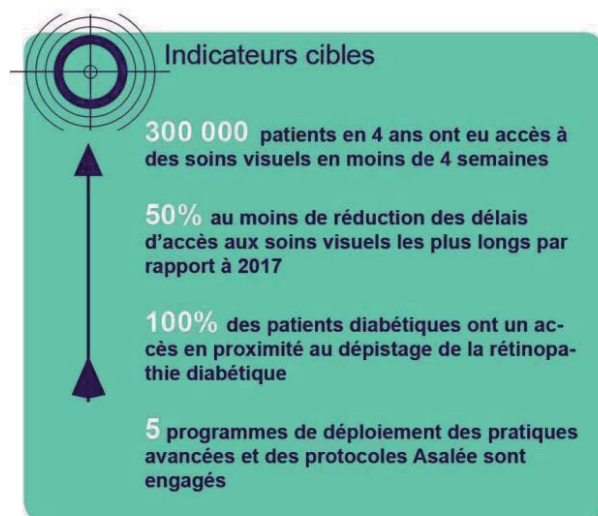 Indicateurs cibles
300 000 patients en 4 ans ont eu accès à
des soins visuels en moins de 4 semaines
50% au moins de réduction des délais
d'accès aux soins visuels les plus longs par
rapport à 2017
100% des patients diabétiques ont un ac-
cès en proximité au dépistage de la rétinopa-
thie diabétique
5 programmes de déploiement des pratiques
avancées et des protocoles Asalée sont
engagés